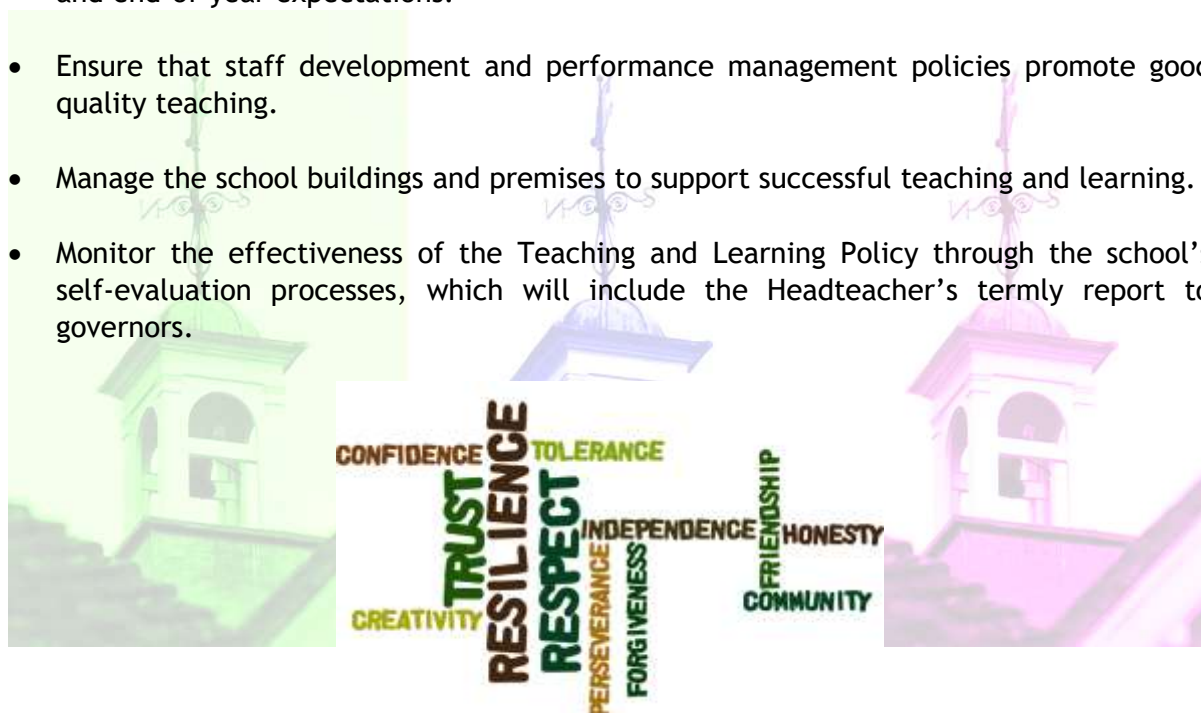 and end of year expectations.
• Ensure that staff development and performance management policies promote good
quality teaching.
• Manage the school buildings and premises to support successful teaching and learning.
• Monitor the effectiveness of the Teaching and Learning Policy through the school's
self-evaluation processes, which will include the Headteacher's termly report to
governors.
CONFIDENCE
TRUST
RESILIENCE
TOLERANCE
RESPECT
INDEPENDENCE
FRIENDSHIP
HONESTY
CREATIVITY
PERSEVERANCE
FORGIVENESS
COMMUNITY